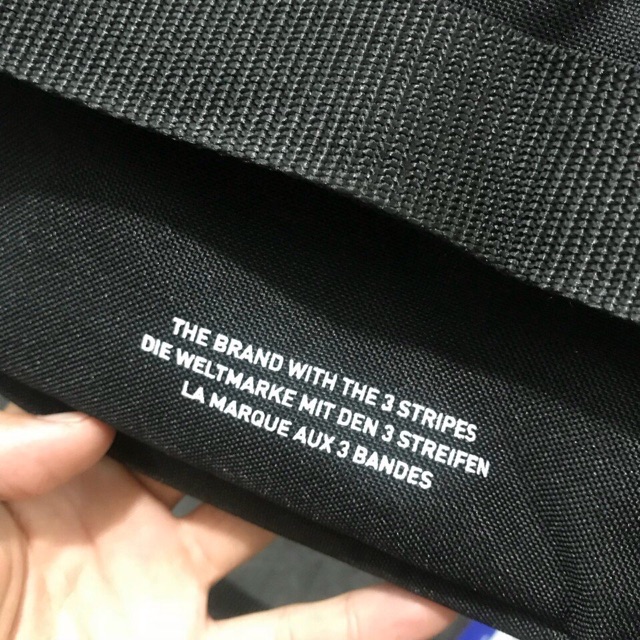 THE BRAND WITH THE 3 STRIPES
DIE WELTMARKE MIT DEN 3 STREIFEN
LA MARQUE AUX 3 BANDES